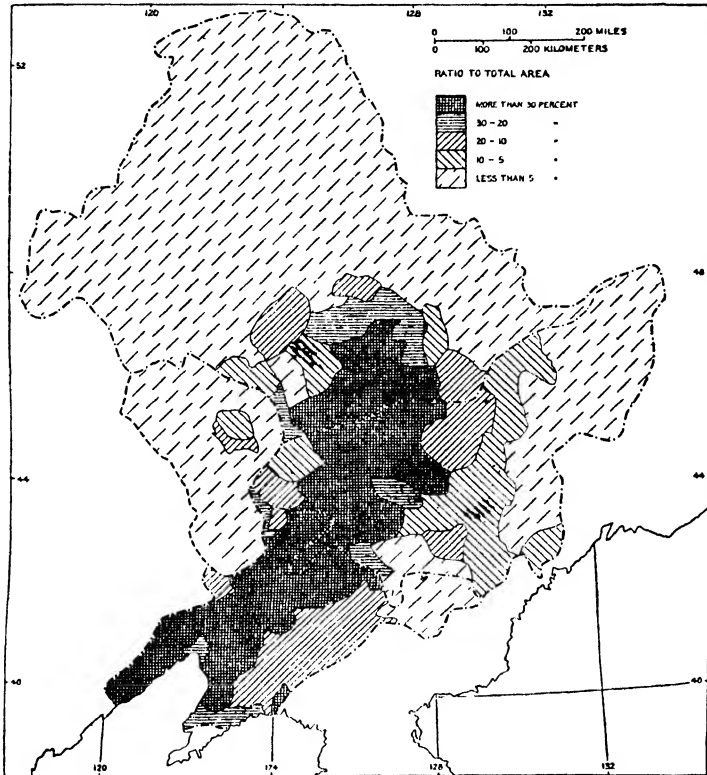 120 128 132
0 100 200 MILES
0 100 200 KILOMETERS
52
RATIO TO TOTAL AREA
MORE THAN 30 PERCENT
30 - 20 "
20 - 10 "
10 - 5 "
LESS THAN 5 "
48 48
44 44
40 40
120 124 128 132